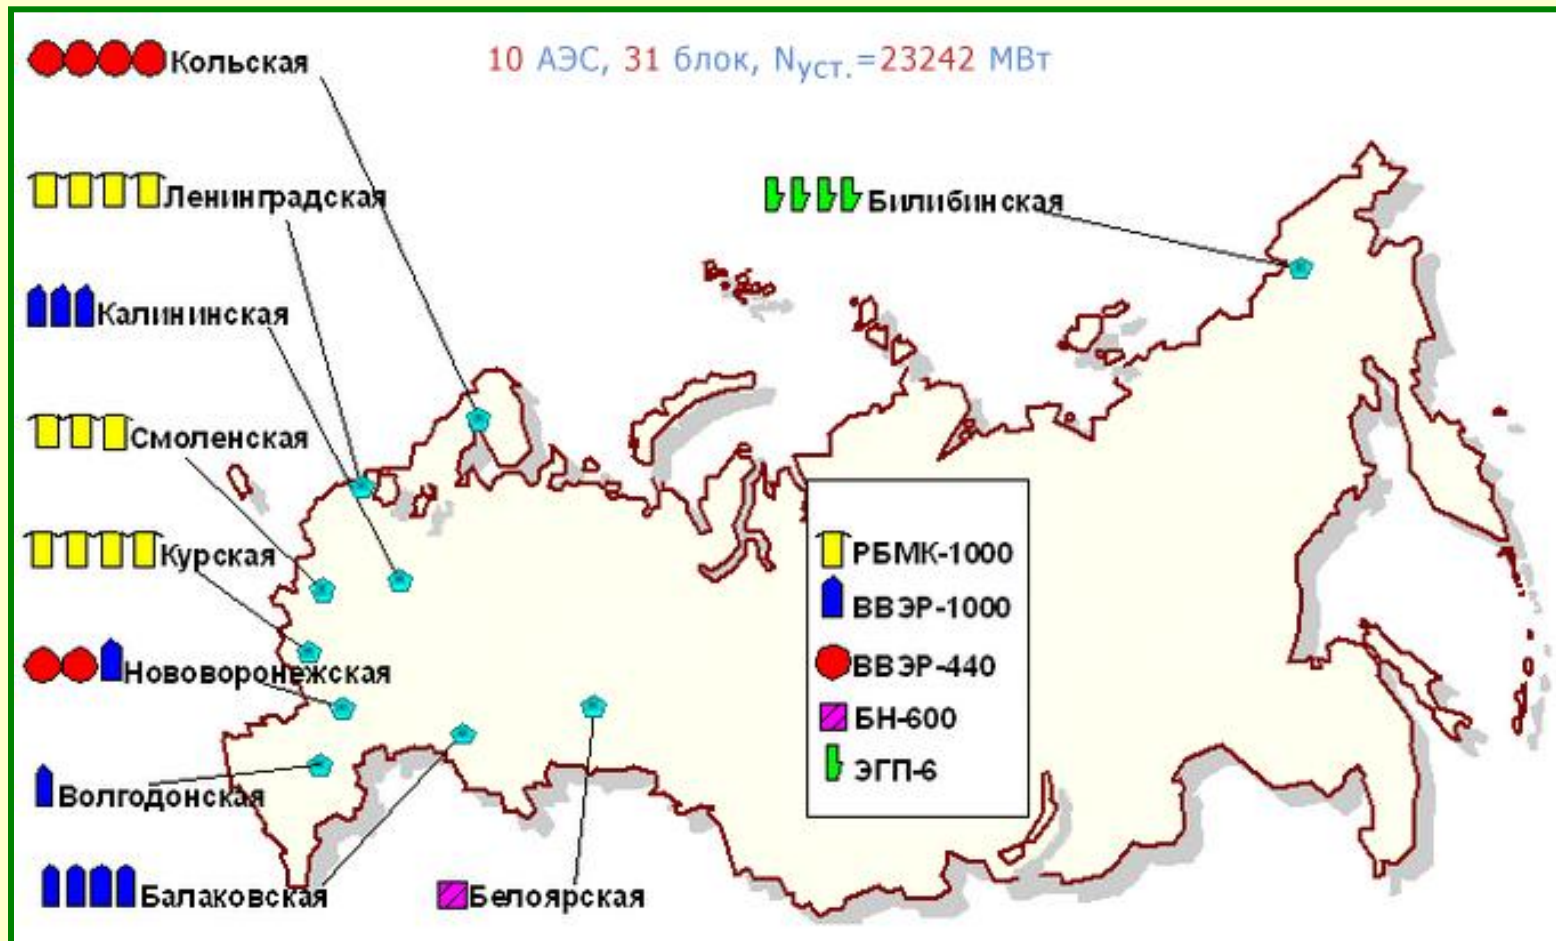 Кольская
10 АЭС, 31 блок, Nуст.=23242 МВт
Ленинградская
Билибинская
Калининская
Смоленская
Курская
Нововоронежская
Волгодонская
Балаковская
Белоярская
РБМК-1000
ВВЭР-1000
ВВЭР-440
БН-600
ЭГП-6